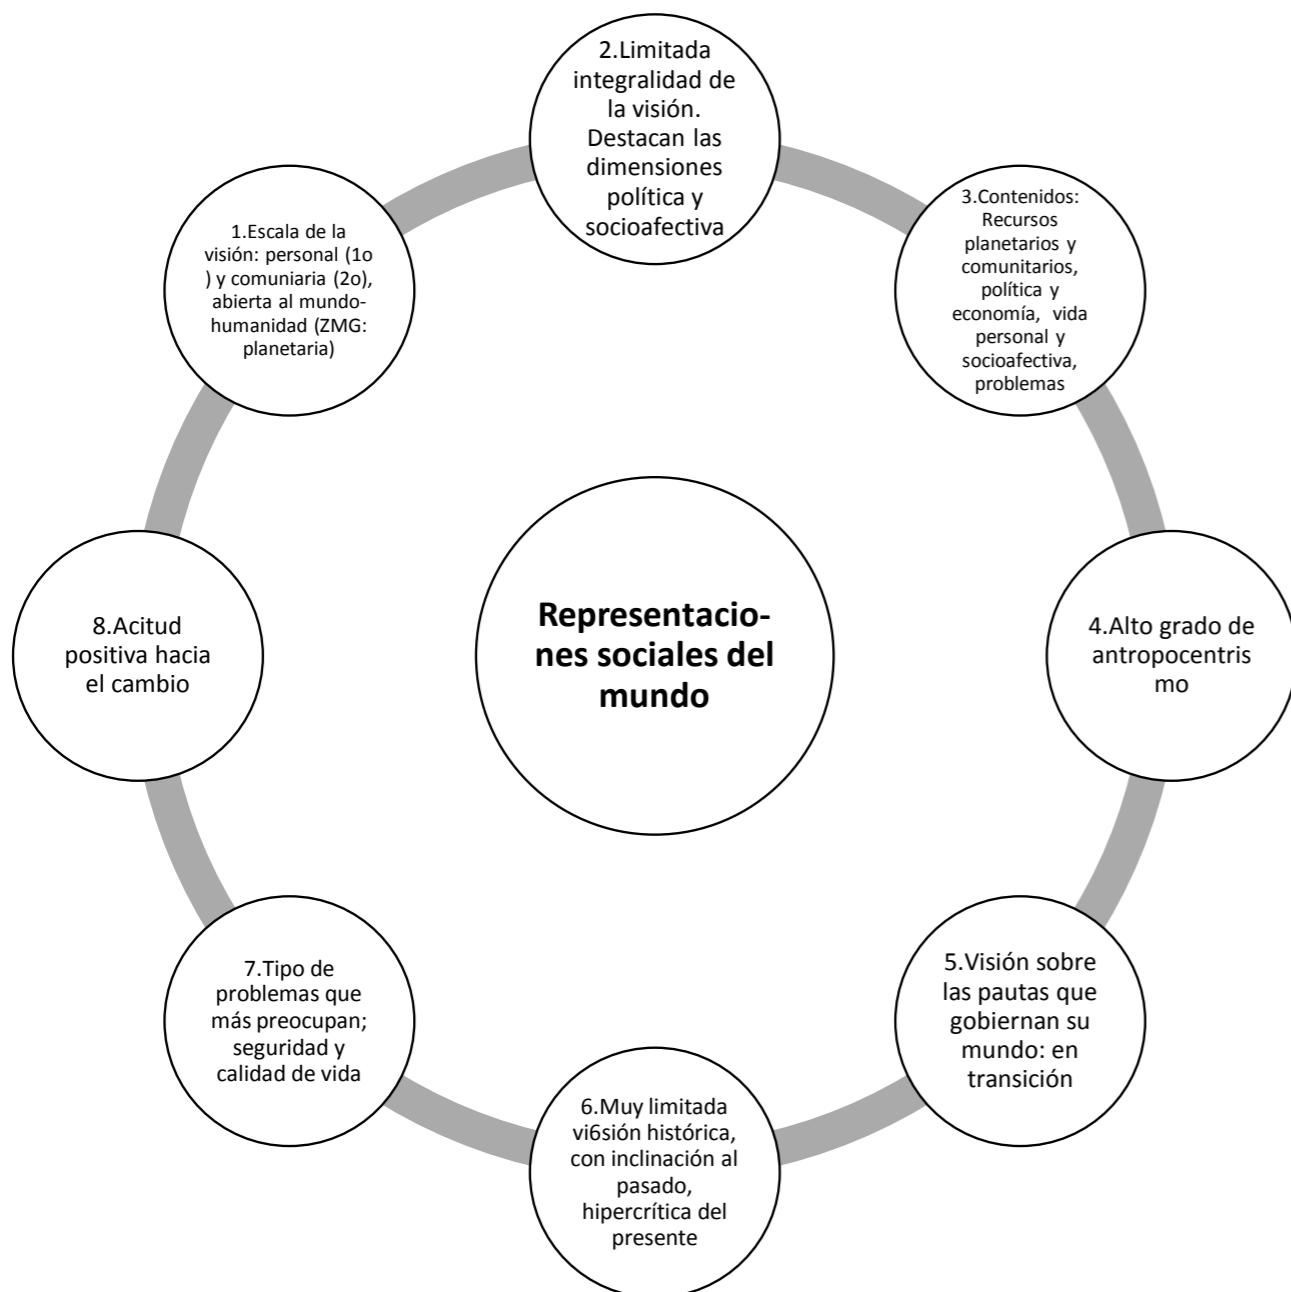 2.Limitada
integralidad de
la visión.
Destacan las
dimensiones
política y
socioafectiva
1.Escala de la
visión: personal (1o
) y comuniaria (2o),
abierta al mundo-
humanidad (ZMG:
planetaria)
3.Contenidos:
Recursos
planetarios y
comunitarios,
política y
economía, vida
personal y
socioafectiva,
problemas
Representacio-
nes sociales del
mundo
8.Acitud
positiva hacia
el cambio
4.Alto grado de
antropocentris
mo
7.Tipo de
problemas que
más preocupan;
seguridad y
calidad de vida
5.Visión sobre
las pautas que
gobiernan su
mundo: en
transición
6.Muy limitada
vi6sión histórica,
con inclinación al
pasado,
hipercrítica del
presente